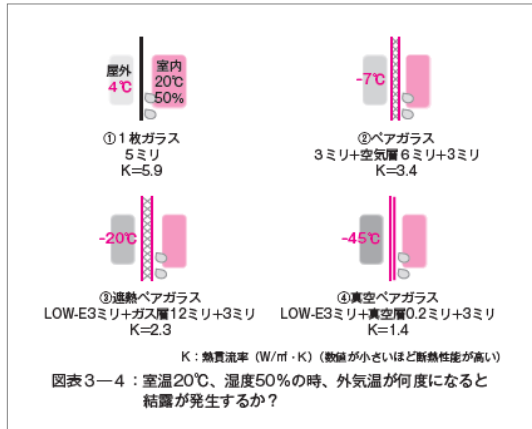 屋外
4℃
室内
20℃
50%
①1枚ガラス
5ミリ
K=5.9
-7℃
②ペアガラス
3ミリ+空気層6ミリ+3ミリ
K=3.4
-20℃
③遮熱ペアガラス
LOW-E3ミリ+ガス層12ミリ+3ミリ
K=2.3
-45℃
④真空ペアガラス
LOW-E3ミリ+真空層0.2ミリ+3ミリ
K=1.4
K:熱貫流率(W/㎡・K)(数値が小さいほど断熱性能が高い)
図表3―4:室温20℃、湿度50%の時、外気温が何度になると
結露が発生するか?